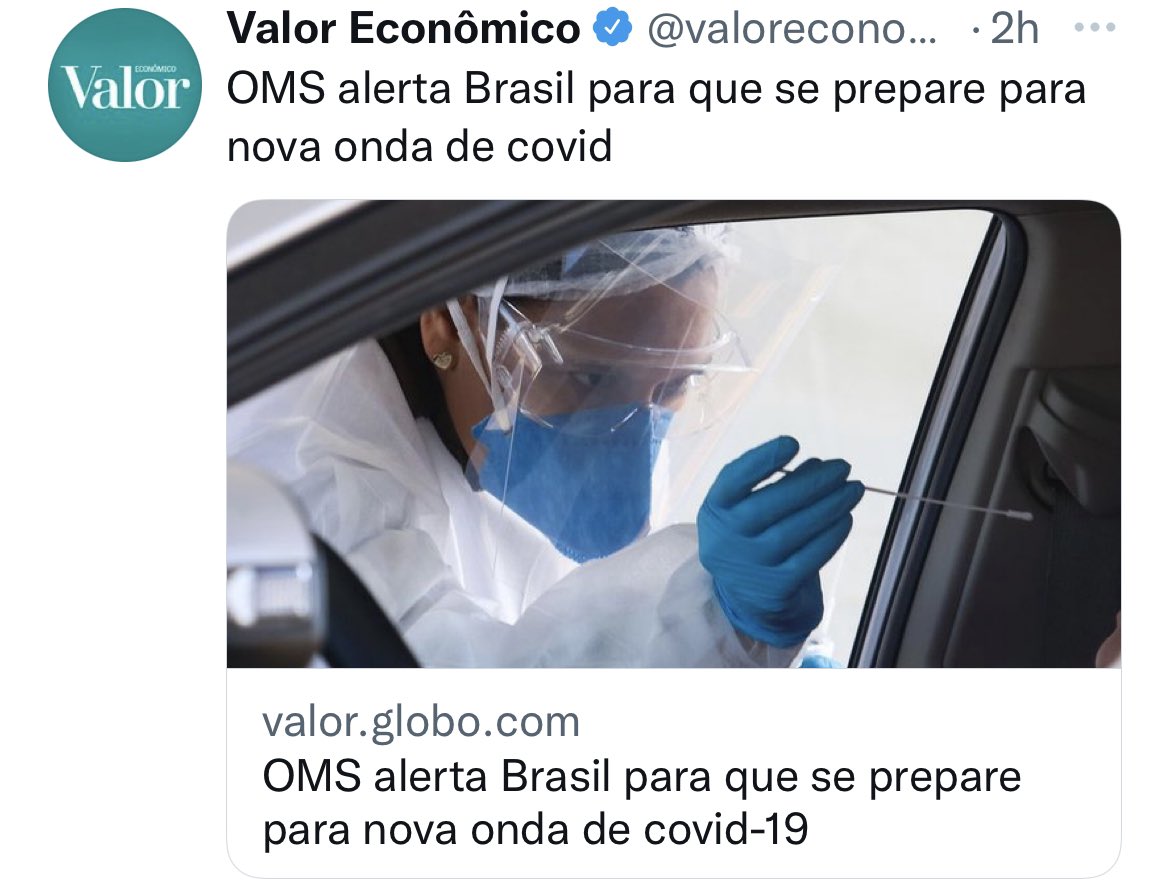 Valor Econômico @valorecono... · 2h ...
ECONÔMICO
Valor
OMS alerta Brasil para que se prepare para
nova onda de covid
valor.globo.com
OMS alerta Brasil para que se prepare
para nova onda de covid-19